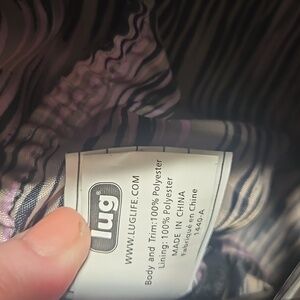 lug
WWW.LUGLIFE.COM
Body and Trim:100% Polyester
Lining: 100% Polyester
MADE IN CHINA
Fabriqué en Chine
1440-A